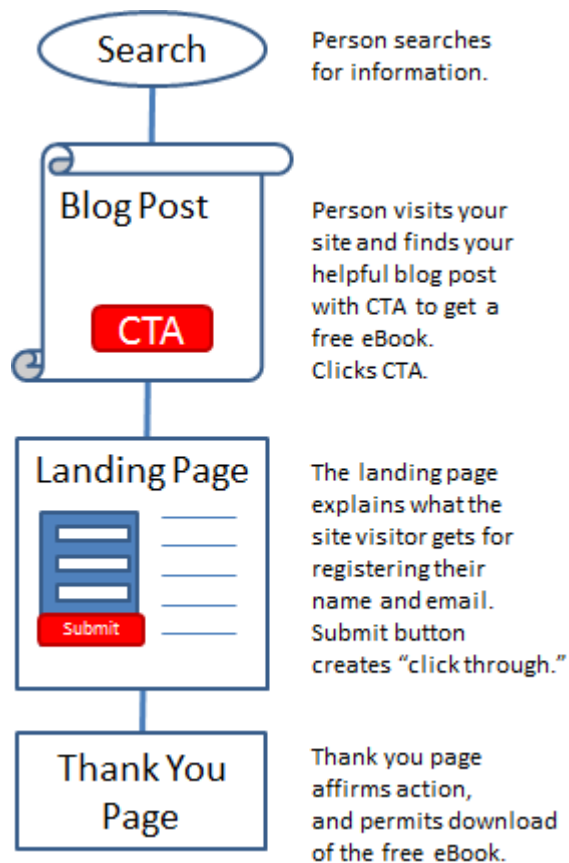 Search
Person searches
for information.
Blog Post
CTA
Person visits your
site and finds your
helpful blog post
with CTA to get a
free eBook.
Clicks CTA.
Landing Page
Submit
The landing page
explains what the
site visitor gets for
registering their
name and email.
Submit button
creates “click through.”
Thank You
Page
Thank you page
affirms action,
and permits download
of the free eBook.